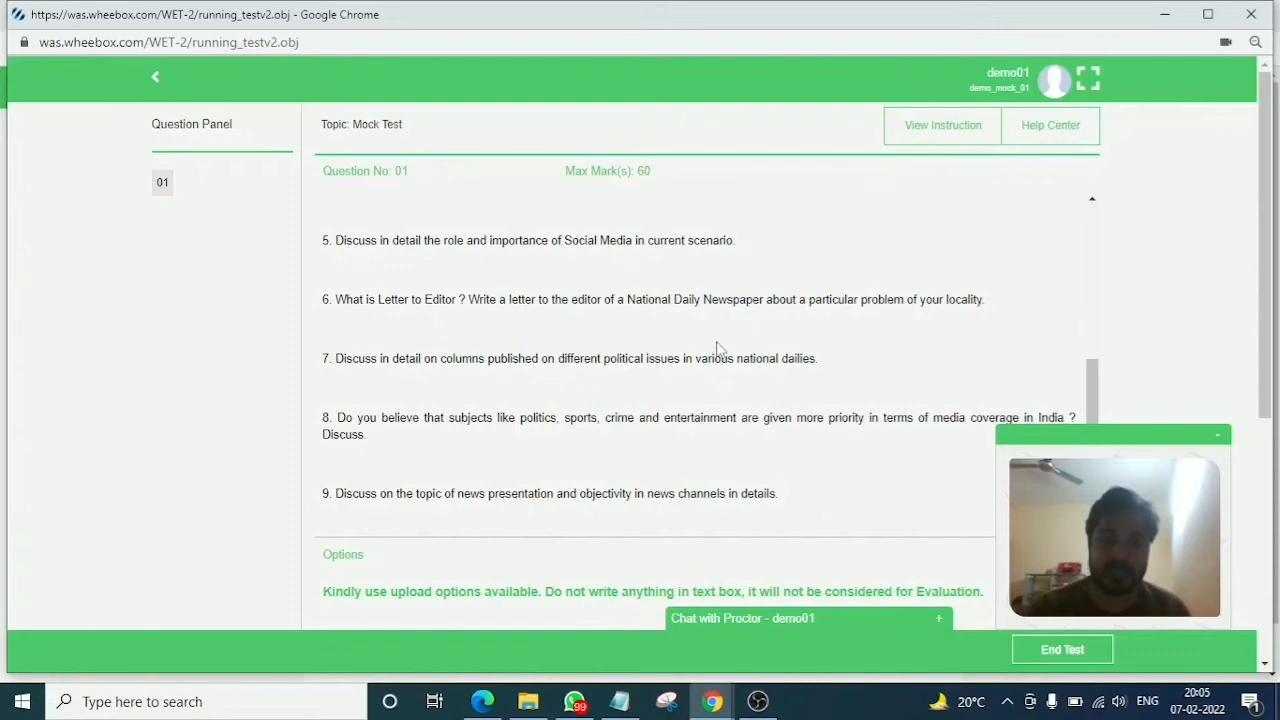 https://was.wheebox.com/WET-2/running_testv2.obj - Google Chrome
was.wheebox.com/WET-2/running_testv2.obj
demo01
demo_mock_01
Question Panel
Topic: Mock Test
View Instruction
Help Center
Question No: 01
Max Mark(s): 60
01
5. Discuss in detail the role and importance of Social Media in current scenario.
6. What is Letter to Editor ? Write a letter to the editor of a National Daily Newspaper about a particular problem of your locality.
7. Discuss in detail on columns published on different political issues in various national dailies.
8. Do you believe that subjects like politics, sports, crime and entertainment are given more priority in terms of media coverage in India ?
Discuss.
9. Discuss on the topic of news presentation and objectivity in news channels in details.
Options
Kindly use upload options available. Do not write anything in text box, it will not be considered for Evaluation.
Chat with Proctor - demo01 +
End Test
Type here to search
99
20°C
ENG
20:05
07-02-2022
1